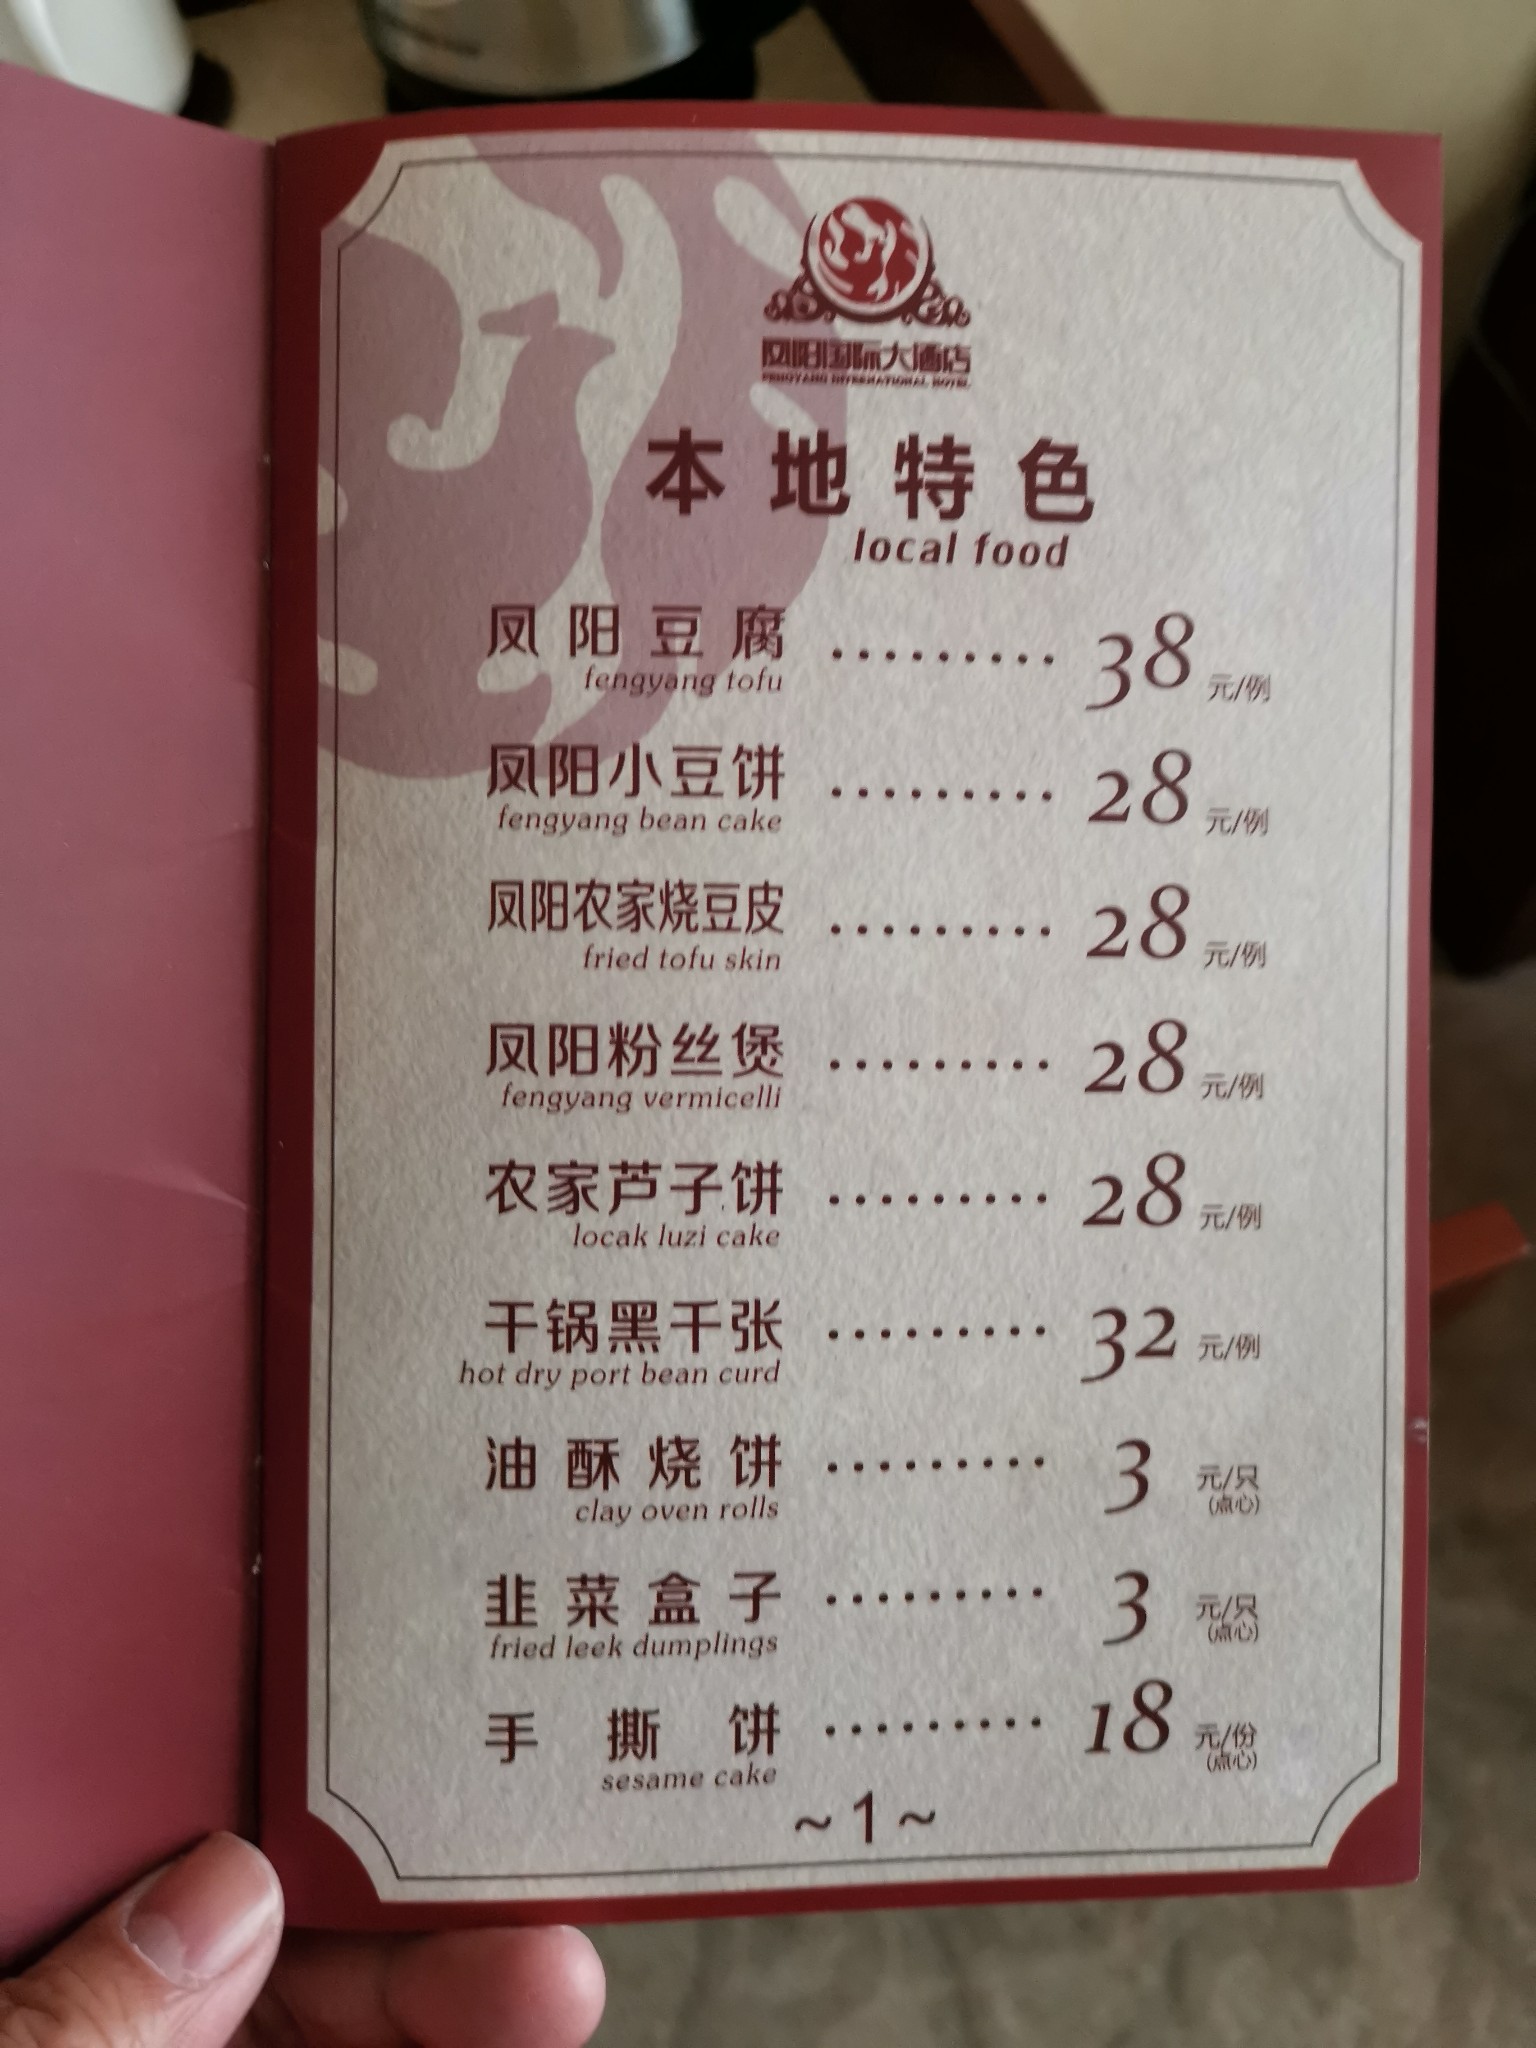 凤阳国际大酒店
FENGYANG INTERNATIONAL HOTEL
本地特色
local food
凤阳豆腐 ......... 38 元/例
fengyang tofu
凤阳小豆饼 ......... 28 元/例
fengyang bean cake
凤阳农家烧豆皮 ......... 28 元/例
fried tofu skin
凤阳粉丝煲 ......... 28 元/例
fengyang vermicelli
农家芦子饼 ......... 28 元/例
locak luzi cake
干锅黑千张 ......... 32 元/例
hot dry port bean curd
油酥烧饼 ......... 3 元/只
(点心)
clay oven rolls
韭菜盒子 ......... 3 元/只
(点心)
fried leek dumplings
手撕饼 ......... 18 元/份
(点心)
sesame cake
~1~